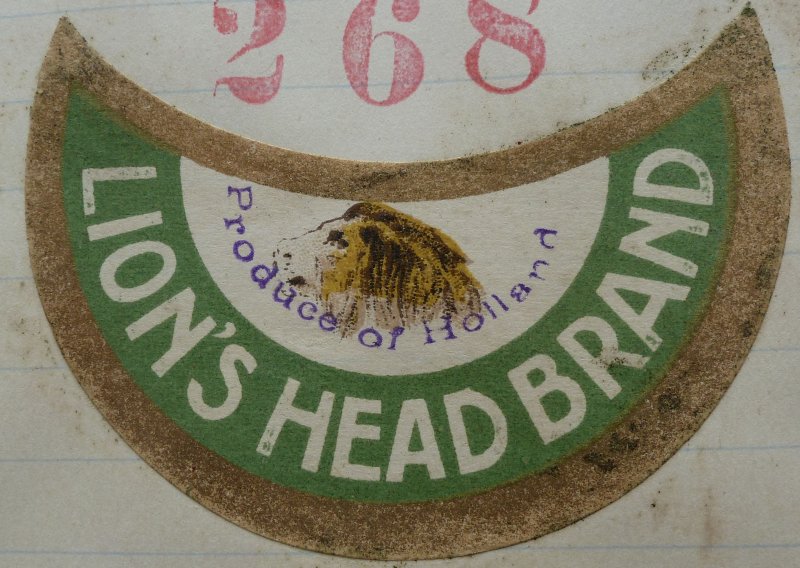 268
Produce of Holland
LION'S HEAD BRAND